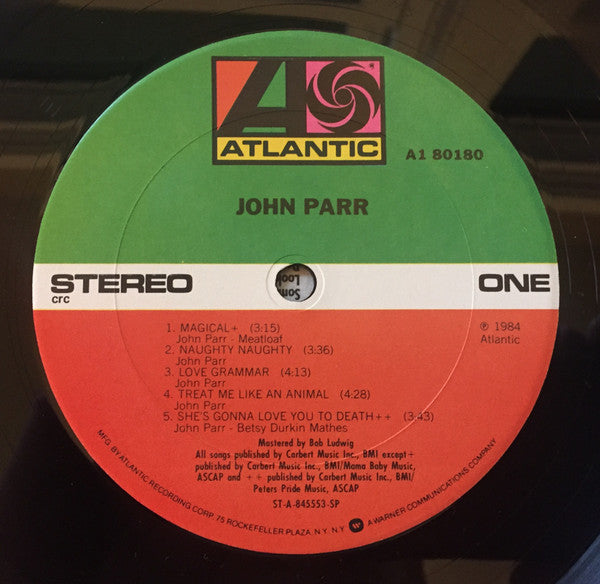 ATLANTIC
A1 80180
JOHN PARR
STEREO
ONE
crc
Som
Look
1. MAGICAL+ (3:15)
John Parr - Meatloaf
2. NAUGHTY NAUGHTY (3:36)
John Parr
3. LOVE GRAMMAR (4:13)
John Parr
4. TREAT ME LIKE AN ANIMAL (4:28)
John Parr
5. SHE'S GONNA LOVE YOU TO DEATH++ (3:43)
John Parr - Betsy Durkin Mathes
℗ 1984
Atlantic
Mastered by Bob Ludwig
All songs published by Carbert Music Inc., BMI except+
published by Carbert Music Inc., BMI/Mama Baby Music,
ASCAP and ++ published by Carbert Music Inc., BMI/
Peters Pride Music, ASCAP
ST-A-845553-SP
MFG BY ATLANTIC RECORDING CORP. 75 ROCKEFELLER PLAZA, N.Y. N.Y. A WARNER COMMUNICATIONS COMPANY